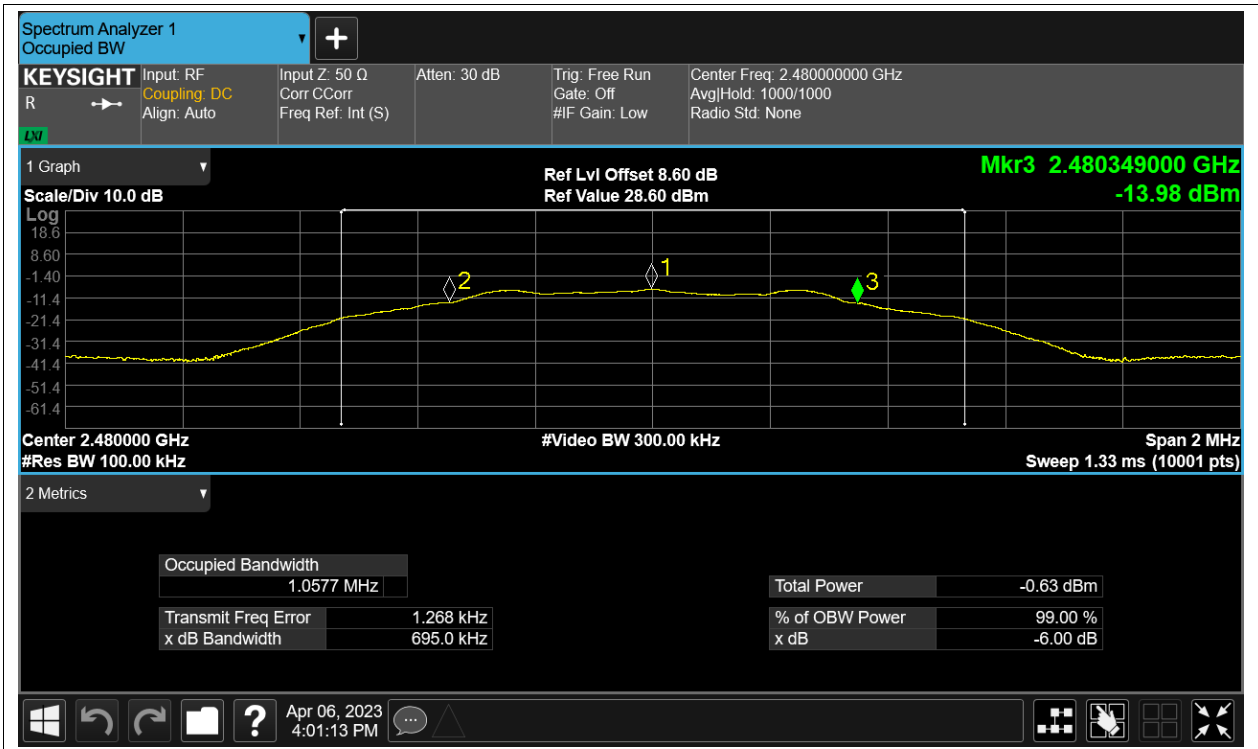 Spectrum Analyzer 1
Occupied BW
KEYSIGHT
R
LXI
Input: RF
Coupling: DC
Align: Auto
Input Z: 50 Ω
Corr CCorr
Freq Ref: Int (S)
Atten: 30 dB
Trig: Free Run
Gate: Off
#IF Gain: Low
Center Freq: 2.480000000 GHz
Avg|Hold: 1000/1000
Radio Std: None
1 Graph
Scale/Div 10.0 dB
Ref Lvl Offset 8.60 dB
Ref Value 28.60 dBm
Mkr3 2.480349000 GHz
-13.98 dBm
Log
18.6
8.60
-1.40
-11.4
-21.4
-31.4
-41.4
-51.4
-61.4
2
1
3
Center 2.480000 GHz
#Res BW 100.00 kHz
#Video BW 300.00 kHz
Span 2 MHz
Sweep 1.33 ms (10001 pts)
2 Metrics
Occupied Bandwidth
1.0577 MHz
Transmit Freq Error 1.268 kHz
x dB Bandwidth 695.0 kHz
Total Power -0.63 dBm
% of OBW Power 99.00 %
x dB -6.00 dB
?
Apr 06, 2023
4:01:13 PM